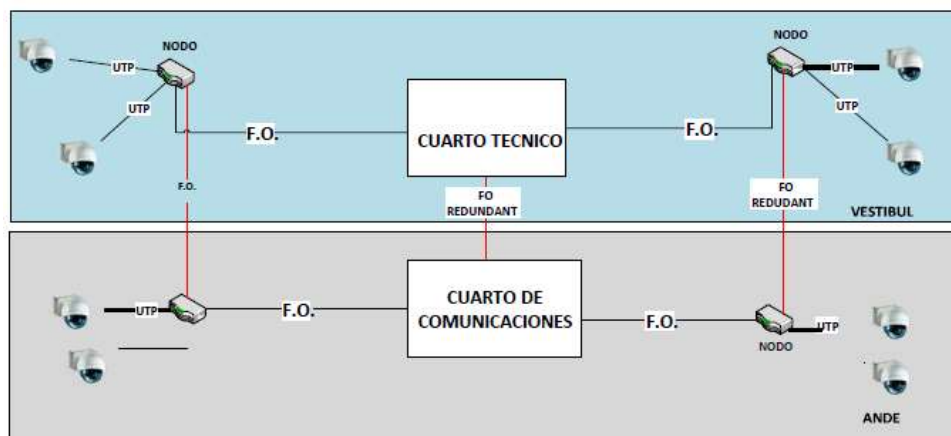 NODO
NODO
UTP
UTP
UTP
UTP
F.O.
CUARTO TECNICO
F.O.
F.O.
FO
REDUNDANT
FO
REDUDANT
VESTIBUL
UTP
F.O.
CUARTO DE
COMUNICACIONES
F.O.
UTP
NODO
ANDE